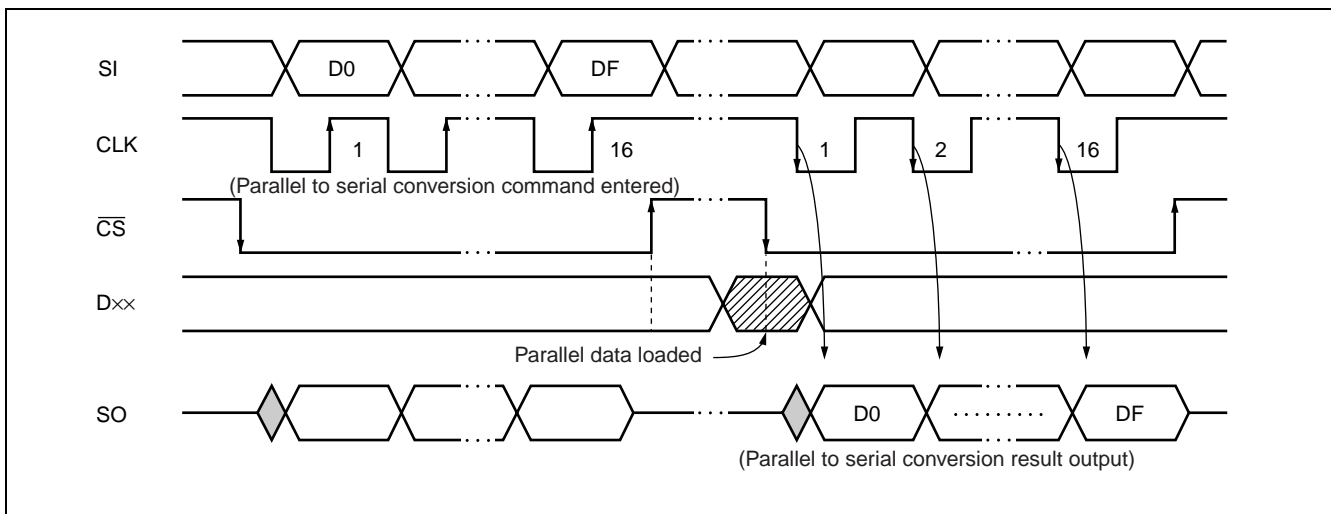 SI D0 · · · DF · · · · · ·
CLK 1 · · · 16 · · · 1 2 · · · 16
(Parallel to serial conversion command entered)
C̅S̅ · · · · · · · · ·
D××
Parallel data loaded
SO · · · · · · D0 · · · · · · · · · DF
(Parallel to serial conversion result output)